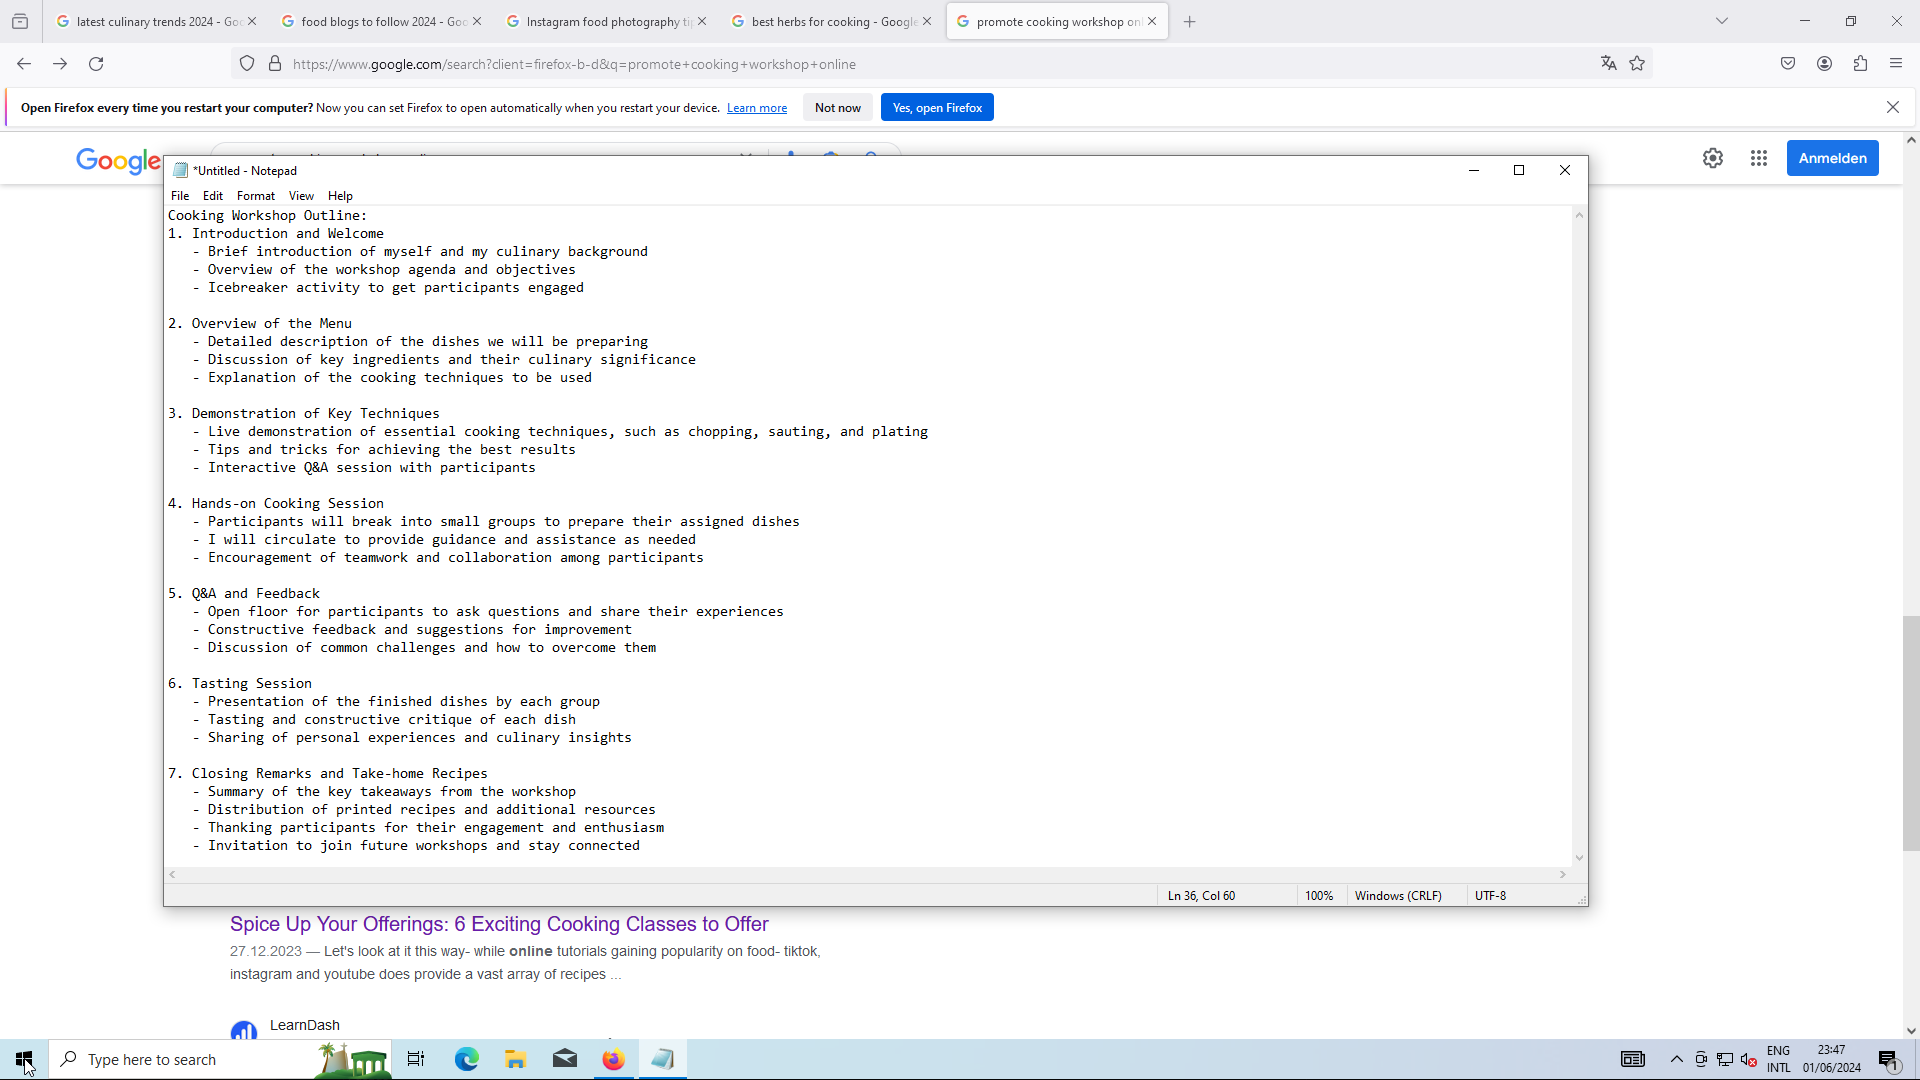 latest culinary trends 2024 - Goo
food blogs to follow 2024 - Goo
Instagram food photography tip
best herbs for cooking - Google
promote cooking workshop onl
https://www.google.com/search?client=firefox-b-d&q=promote+cooking+workshop+online
Open Firefox every time you restart your computer? Now you can set Firefox to open automatically when you restart your device. Learn more
Not now
Yes, open Firefox
Google
Anmelden
*Untitled - Notepad
File Edit Format View Help
Cooking Workshop Outline:
1. Introduction and Welcome
- Brief introduction of myself and my culinary background
- Overview of the workshop agenda and objectives
- Icebreaker activity to get participants engaged
2. Overview of the Menu
- Detailed description of the dishes we will be preparing
- Discussion of key ingredients and their culinary significance
- Explanation of the cooking techniques to be used
3. Demonstration of Key Techniques
- Live demonstration of essential cooking techniques, such as chopping, sauting, and plating
- Tips and tricks for achieving the best results
- Interactive Q&A session with participants
4. Hands-on Cooking Session
- Participants will break into small groups to prepare their assigned dishes
- I will circulate to provide guidance and assistance as needed
- Encouragement of teamwork and collaboration among participants
5. Q&A and Feedback
- Open floor for participants to ask questions and share their experiences
- Constructive feedback and suggestions for improvement
- Discussion of common challenges and how to overcome them
6. Tasting Session
- Presentation of the finished dishes by each group
- Tasting and constructive critique of each dish
- Sharing of personal experiences and culinary insights
7. Closing Remarks and Take-home Recipes
- Summary of the key takeaways from the workshop
- Distribution of printed recipes and additional resources
- Thanking participants for their engagement and enthusiasm
- Invitation to join future workshops and stay connected
Ln 36, Col 60
100%
Windows (CRLF)
UTF-8
Spice Up Your Offerings: 6 Exciting Cooking Classes to Offer
27.12.2023 — Let's look at it this way- while online tutorials gaining popularity on food- tiktok,
instagram and youtube does provide a vast array of recipes ...
LearnDash
Type here to search
ENG
INTL
23:47
01/06/2024
1